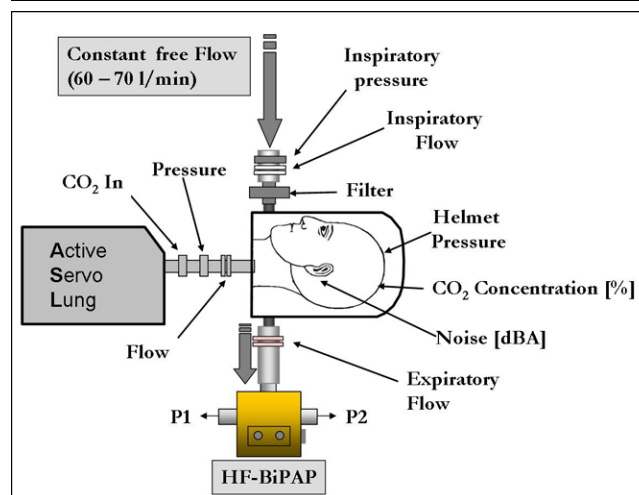 Constant free Flow
(60 – 70 l/min)
Inspiratory
pressure
Inspiratory
Flow
Pressure
CO₂ In
Filter
Helmet
Pressure
Active
Servo
Lung
CO₂ Concentration [%]
Noise [dBA]
Flow
Expiratory
Flow
P1
P2
HF-BiPAP